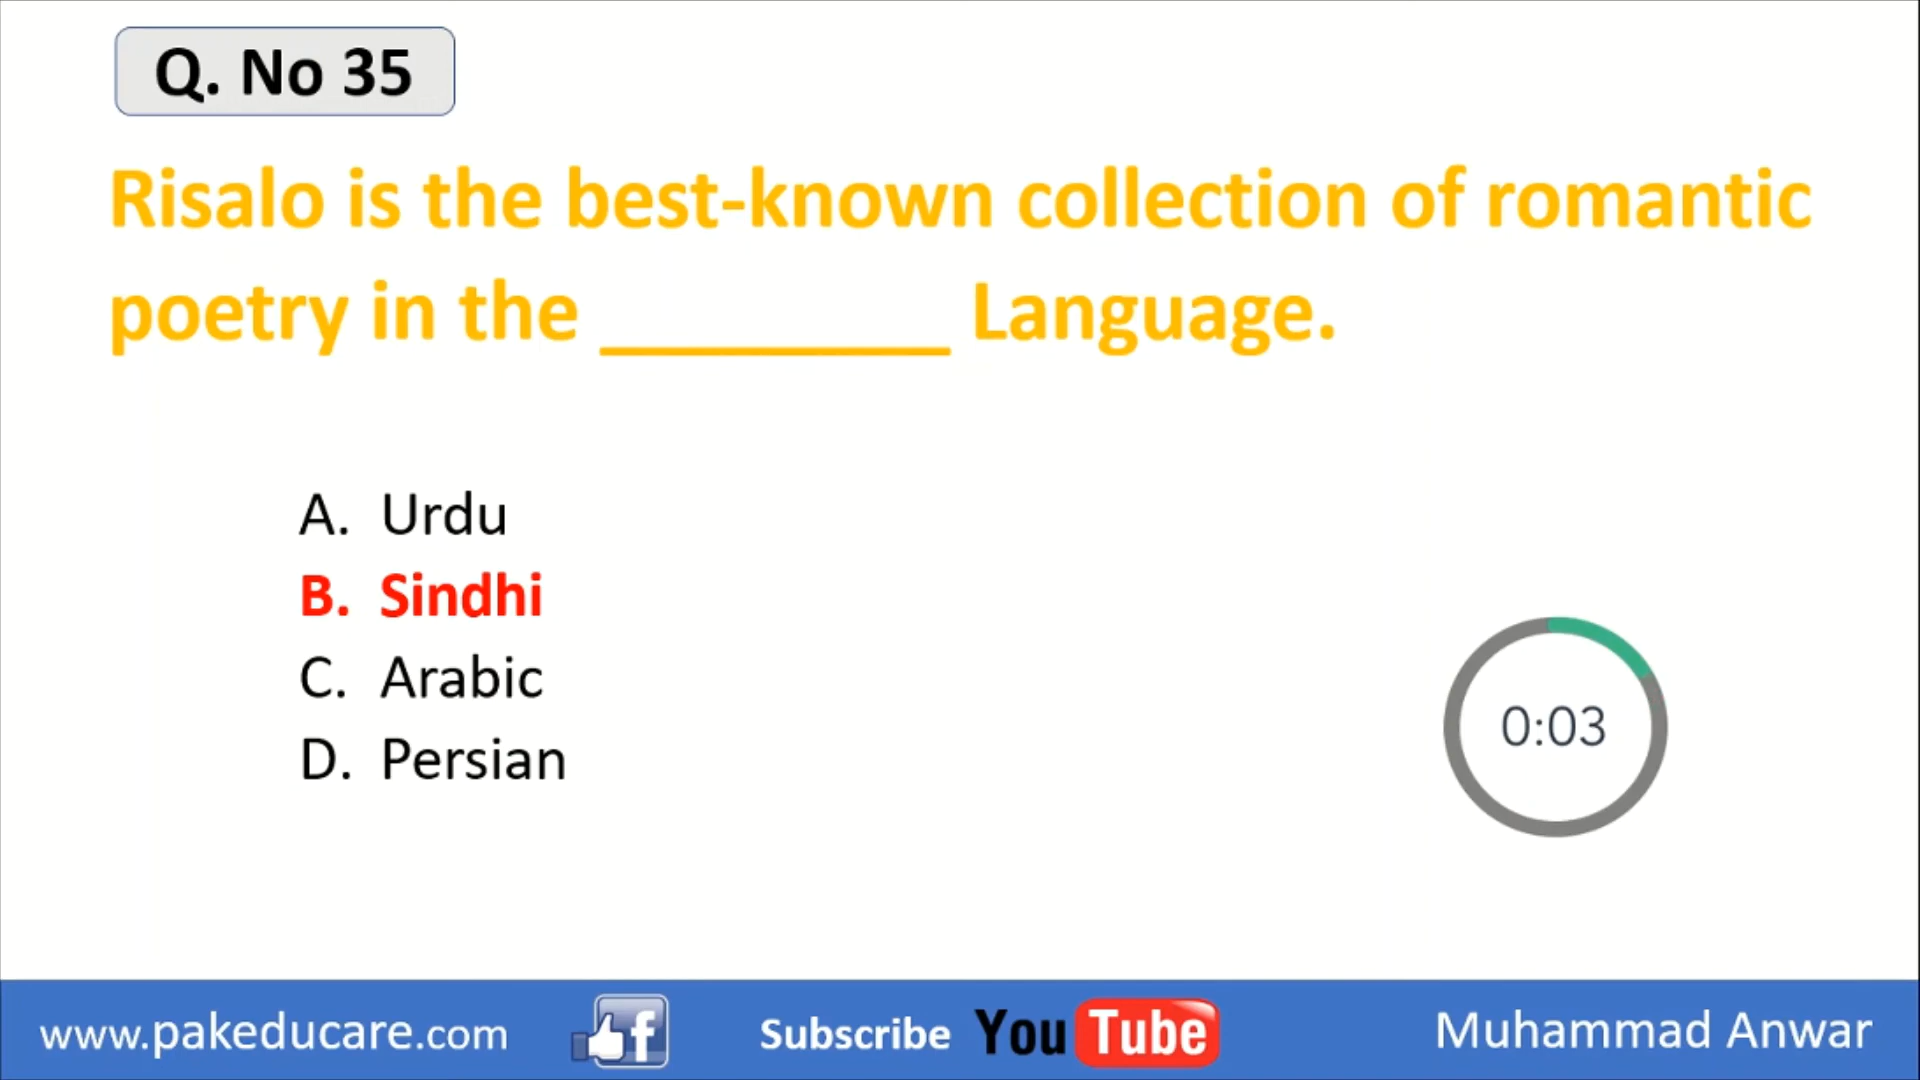 Q. No 35
Risalo is the best-known collection of romantic
poetry in the _________ Language.
A. Urdu
B. Sindhi
C. Arabic
D. Persian
0:03
www.pakeducare.com f Subscribe YouTube Muhammad Anwar